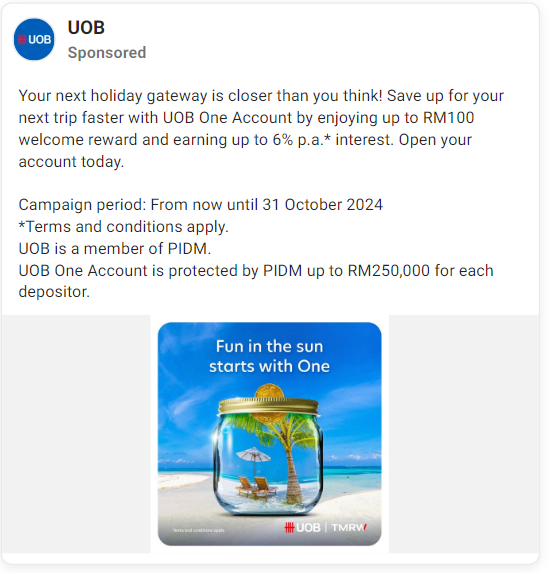 UOB
UOB
Sponsored
Your next holiday gateway is closer than you think! Save up for your
next trip faster with UOB One Account by enjoying up to RM100
welcome reward and earning up to 6% p.a.* interest. Open your
account today.
Campaign period: From now until 31 October 2024
*Terms and conditions apply.
UOB is a member of PIDM.
UOB One Account is protected by PIDM up to RM250,000 for each
depositor.
Fun in the sun
starts with One
Terms and conditions apply.
UOB | TMRW